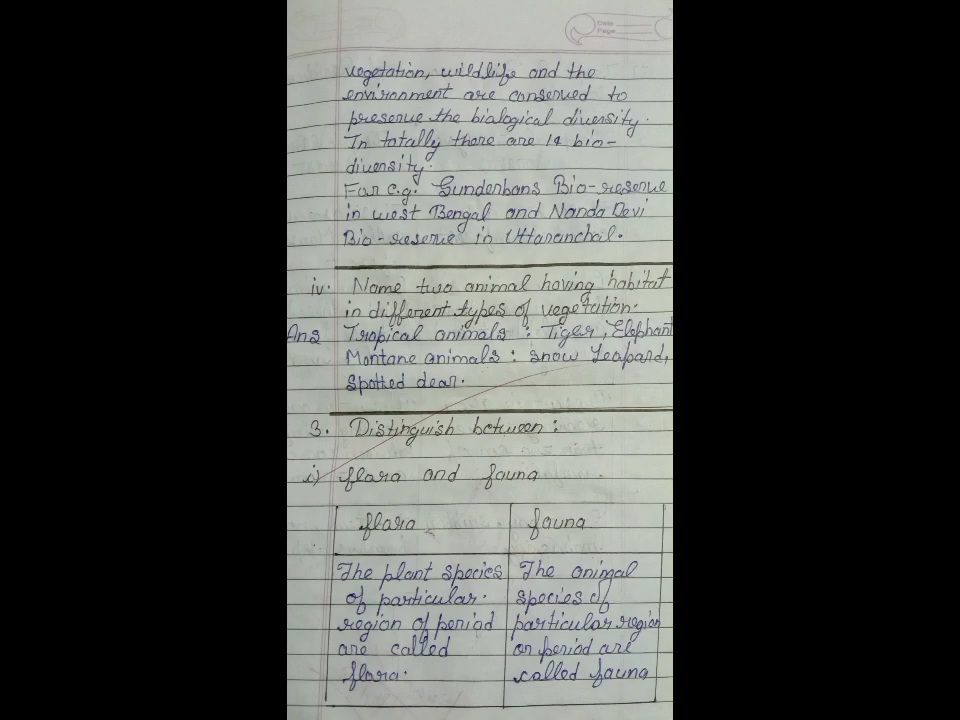 Date
Page
vegetation, wildlife and the
environment are conserved to
preserve the biological diversity.
In totally there are 14 bio-
diversity.
For e.g. Sunderbans Bio-reserve
in west Bengal and Nanda Devi
Bio-reserve in Uttaranchal.
iv. Name two animal having habitat
in different types of vegetation.
Ans Tropical animals : Tiger, Elephant
Montane animals : Snow Leapard,
Spotted dear.
3. Distinguish between :
i) flora and fauna
flora fauna
The plant species
of particular.
region of period
are called
flora.
The animal
species of
particular region
or period are
called fauna